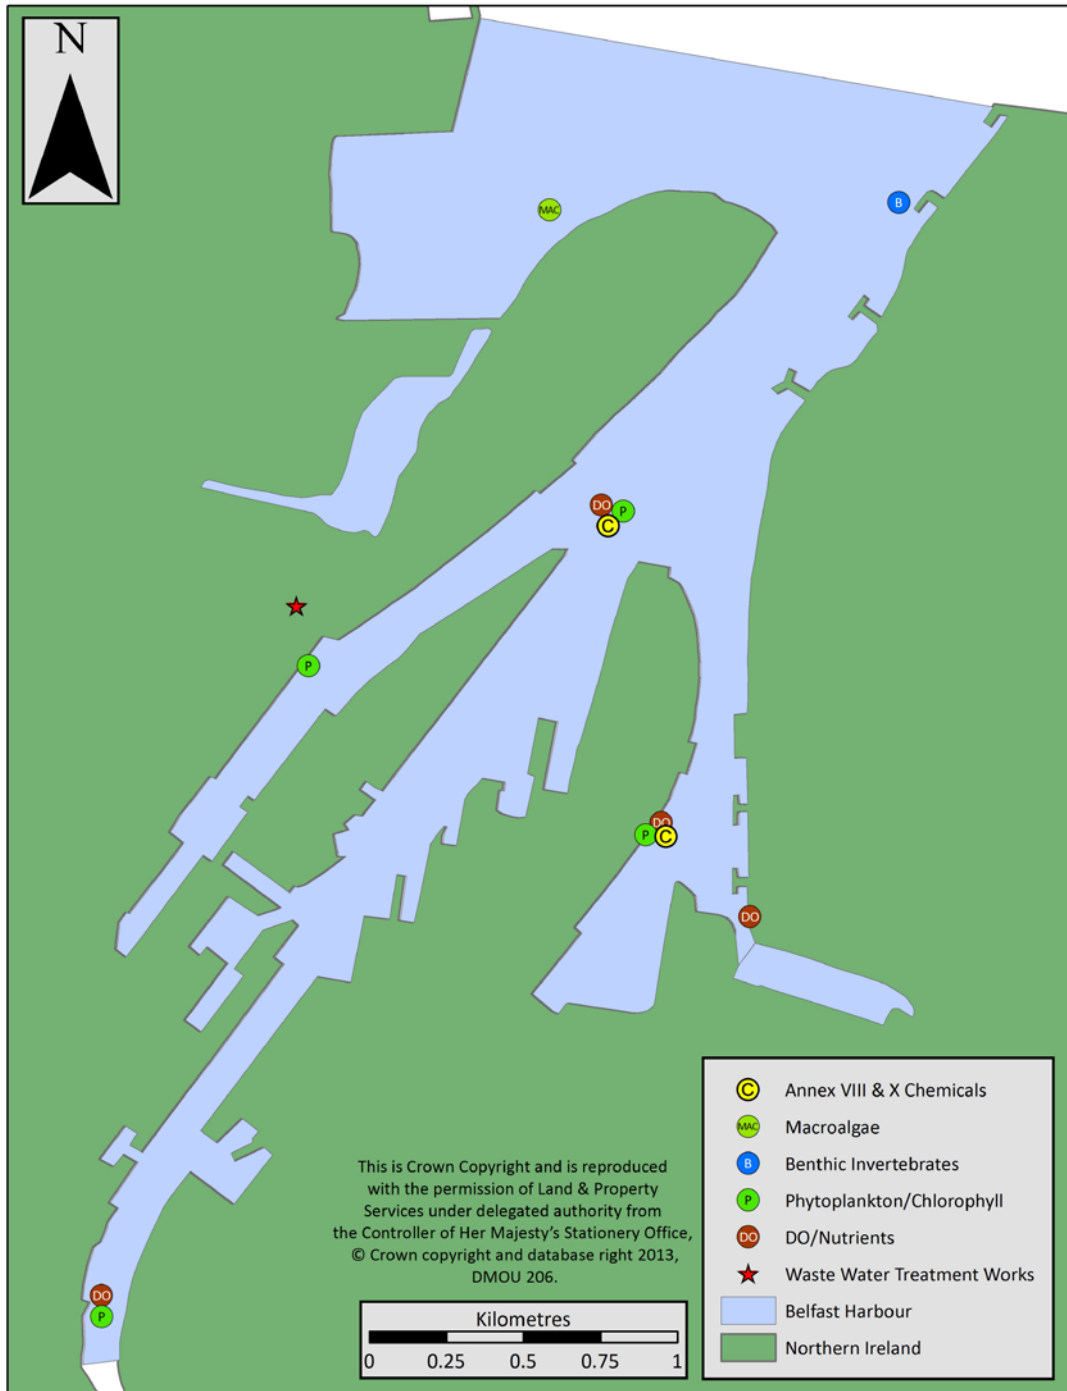 N
MAC
B
DO
P
C
P
DO
P
C
DO
DO
P
C Annex VIII & X Chemicals
MAC Macroalgae
B Benthic Invertebrates
P Phytoplankton/Chlorophyll
DO DO/Nutrients
Waste Water Treatment Works
Belfast Harbour
Northern Ireland
This is Crown Copyright and is reproduced
with the permission of Land & Property
Services under delegated authority from
the Controller of Her Majesty's Stationery Office,
© Crown copyright and database right 2013,
DMOU 206.
Kilometres
0 0.25 0.5 0.75 1